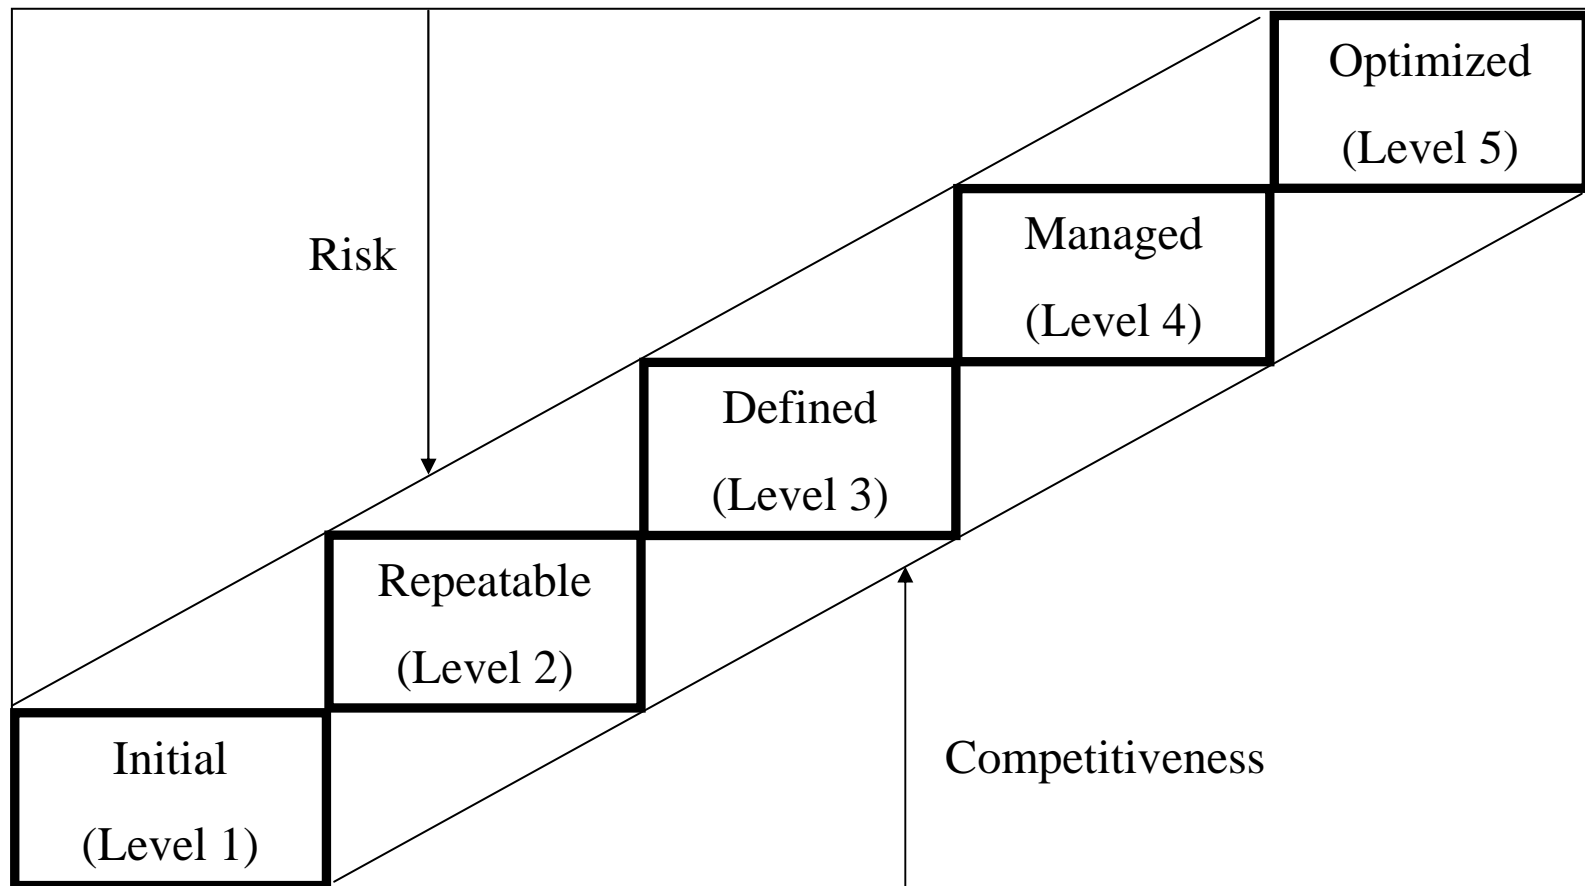 Optimized
(Level 5)
Managed
(Level 4)
Risk
Defined
(Level 3)
Repeatable
(Level 2)
Initial
(Level 1)
Competitiveness